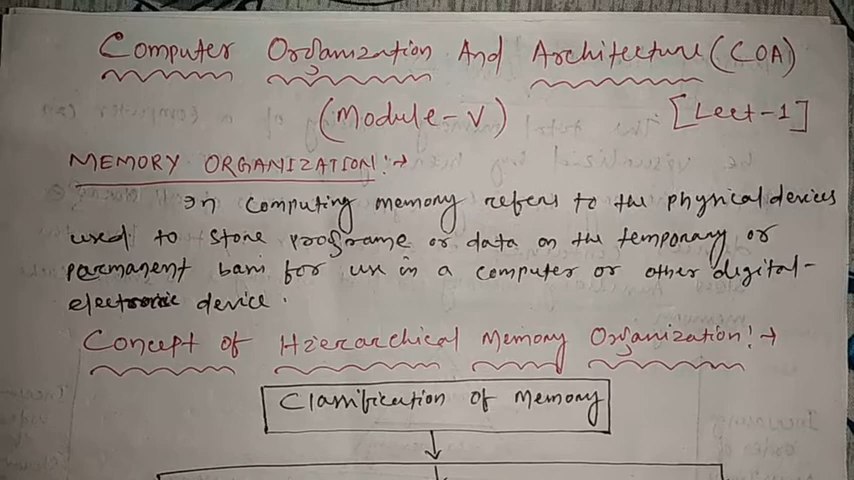 Computer Organization And Architecture (COA)
(Module-V) [Lect-1]
MEMORY ORGANIZATION:→
In computing memory refers to the physical devices
used to store programe or data on the temporary or
parmanent basis for use in a computer or other digital-
electronic device.
Concept of Hierarchical Memory Organization:→
Classification of Memory